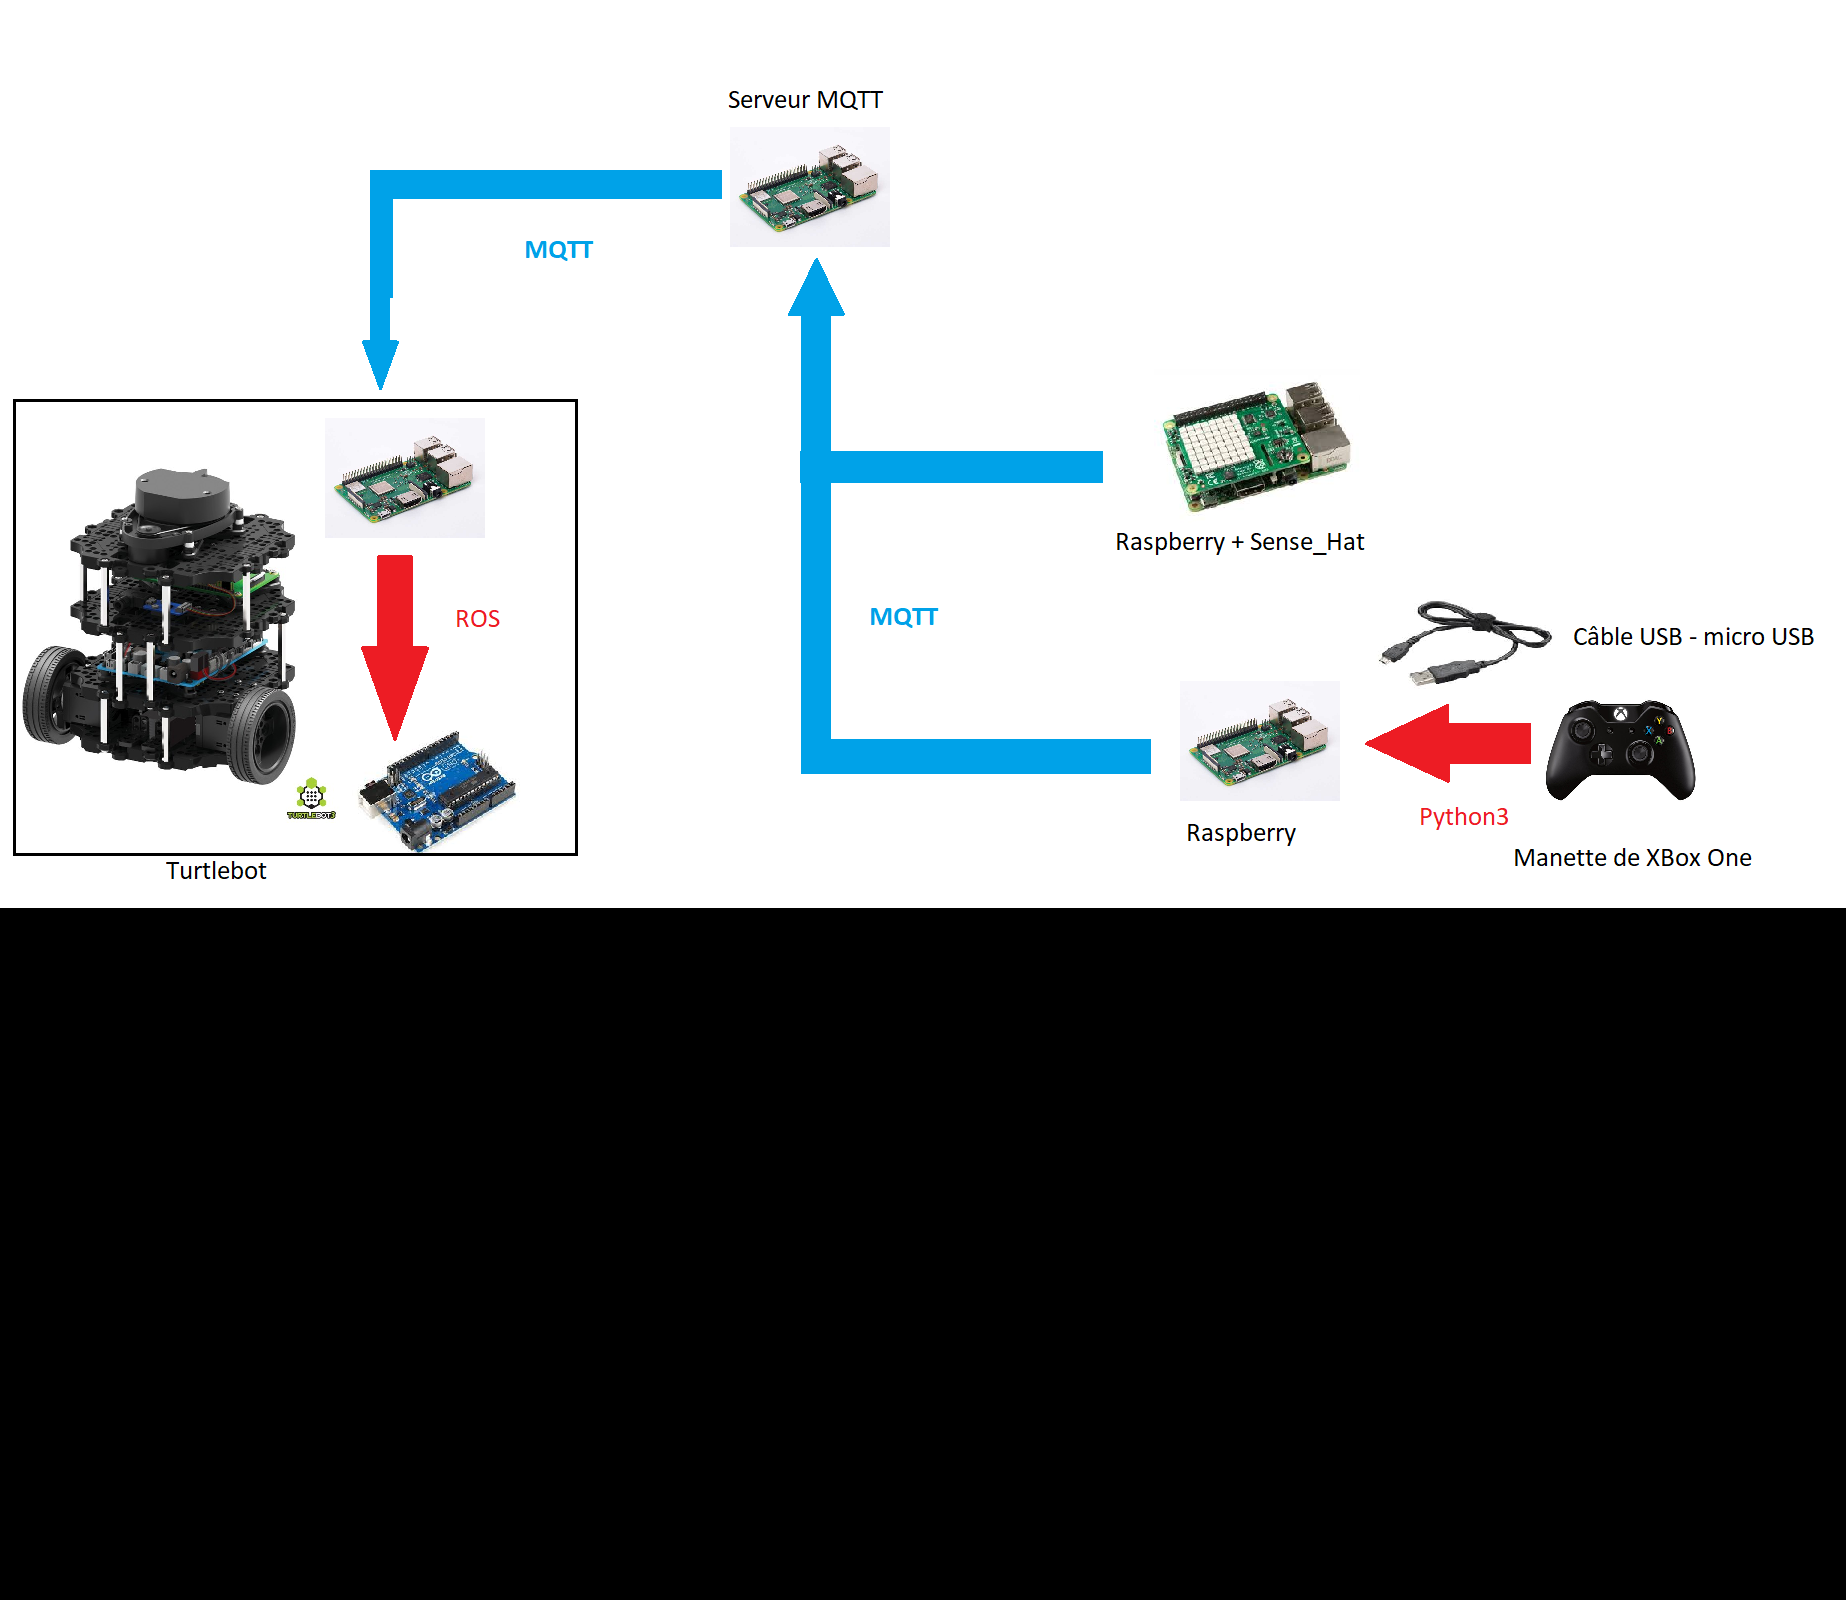 Serveur MQTT
MQTT
Raspberry + Sense_Hat
ROS
MQTT
Câble USB - micro USB
TURTLEBOT3
Raspberry
Python3
Manette de XBox One
Turtlebot